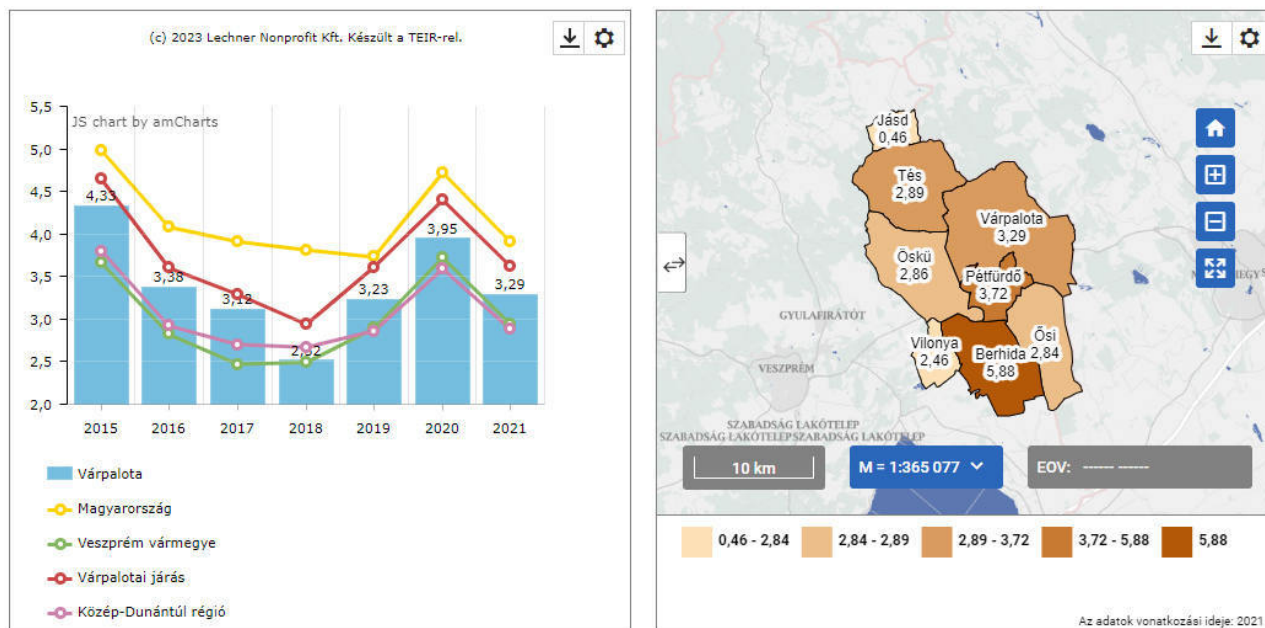 (c) 2023 Lechner Nonprofit Kft. Készült a TEIR-rel.
JS chart by amCharts
5,5
5,0
4,5
4,0
3,5
3,0
2,5
2,0
4,33
3,38
3,12
2,52
3,23
3,95
3,29
2015 2016 2017 2018 2019 2020 2021
Várpalota
Magyarország
Veszprém vármegye
Várpalotai járás
Közép-Dunántúl régió
Jásd
0,46
Tés
2,89
Várpalota
3,29
Öskü
2,86
Pétfürdő
3,72
GYULAFIRÁTÓT
Vilonya
2,46
Berhida
5,88
Ősi
2,84
VESZPRÉM
SZABADSÁG LAKÓTELEP
SZABADSÁG LAKÓTELEP SZABADSÁG LAKÓTELEP
10 km
M = 1:365 077
EOV: ------ ------
0,46 - 2,84 2,84 - 2,89 2,89 - 3,72 3,72 - 5,88 5,88
Az adatok vonatkozási ideje: 2021